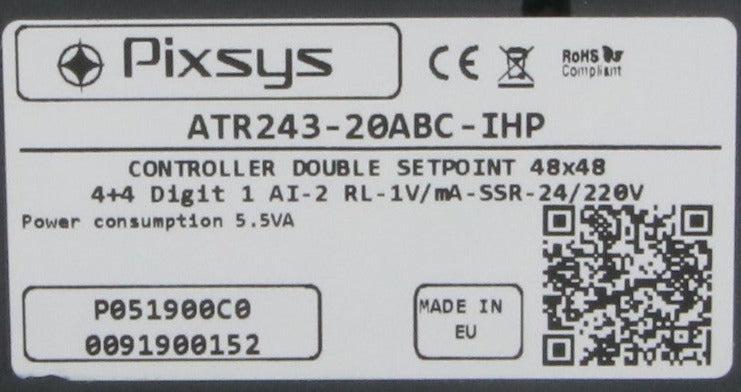 Pixsys
CE
RoHS
Compliant
ATR243-20ABC-IHP
CONTROLLER DOUBLE SETPOINT 48x48
4+4 Digit 1 AI-2 RL-1V/mA-SSR-24/220V
Power consumption 5.5VA
P051900C0
0091900152
MADE IN
EU